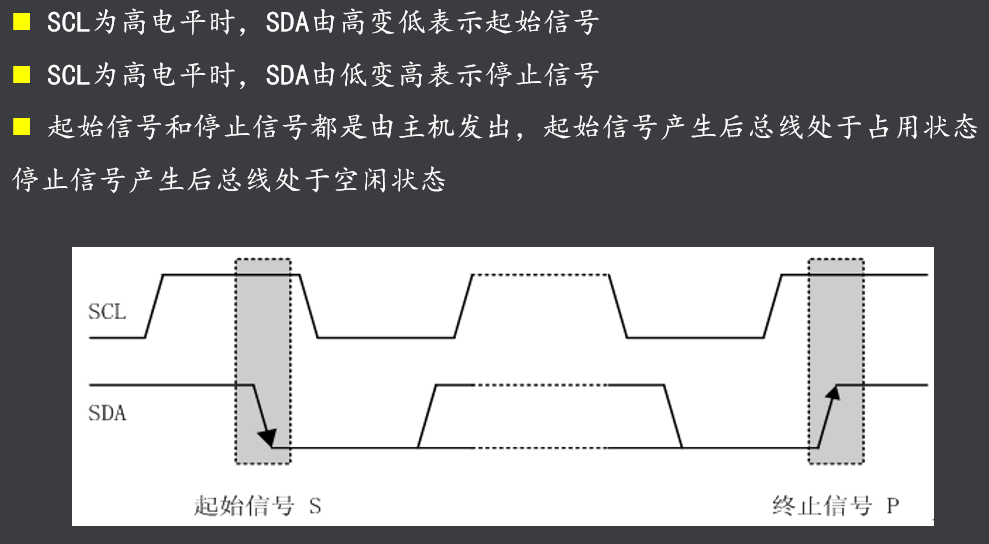 SCL为高电平时，SDA由高变低表示起始信号
SCL为高电平时，SDA由低变高表示停止信号
起始信号和停止信号都是由主机发出，起始信号产生后总线处于占用状态
停止信号产生后总线处于空闲状态
SCL
SDA
起始信号 S
终止信号 P